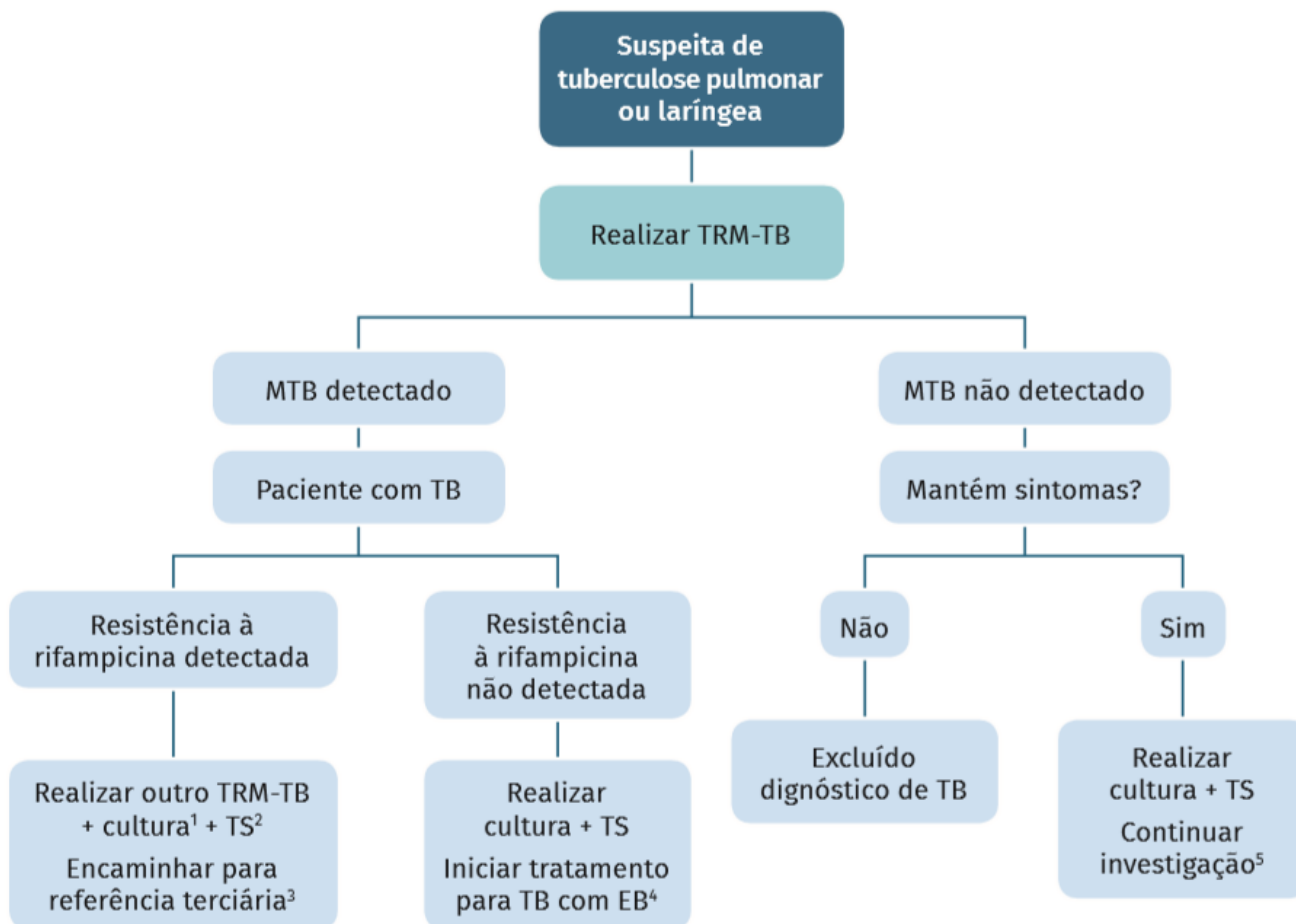 Suspeita de
tuberculose pulmonar
ou laríngea
Realizar TRM-TB
MTB detectado
MTB não detectado
Paciente com TB
Mantém sintomas?
Resistência à
rifampicina detectada
Resistência
à rifampicina
não detectada
Não
Sim
Realizar outro TRM-TB
+ cultura¹ + TS²
Encaminhar para
referência terciária³
Realizar
cultura + TS
Iniciar tratamento
para TB com EB⁴
Excluído
dignóstico de TB
Realizar
cultura + TS
Continuar
investigação⁵